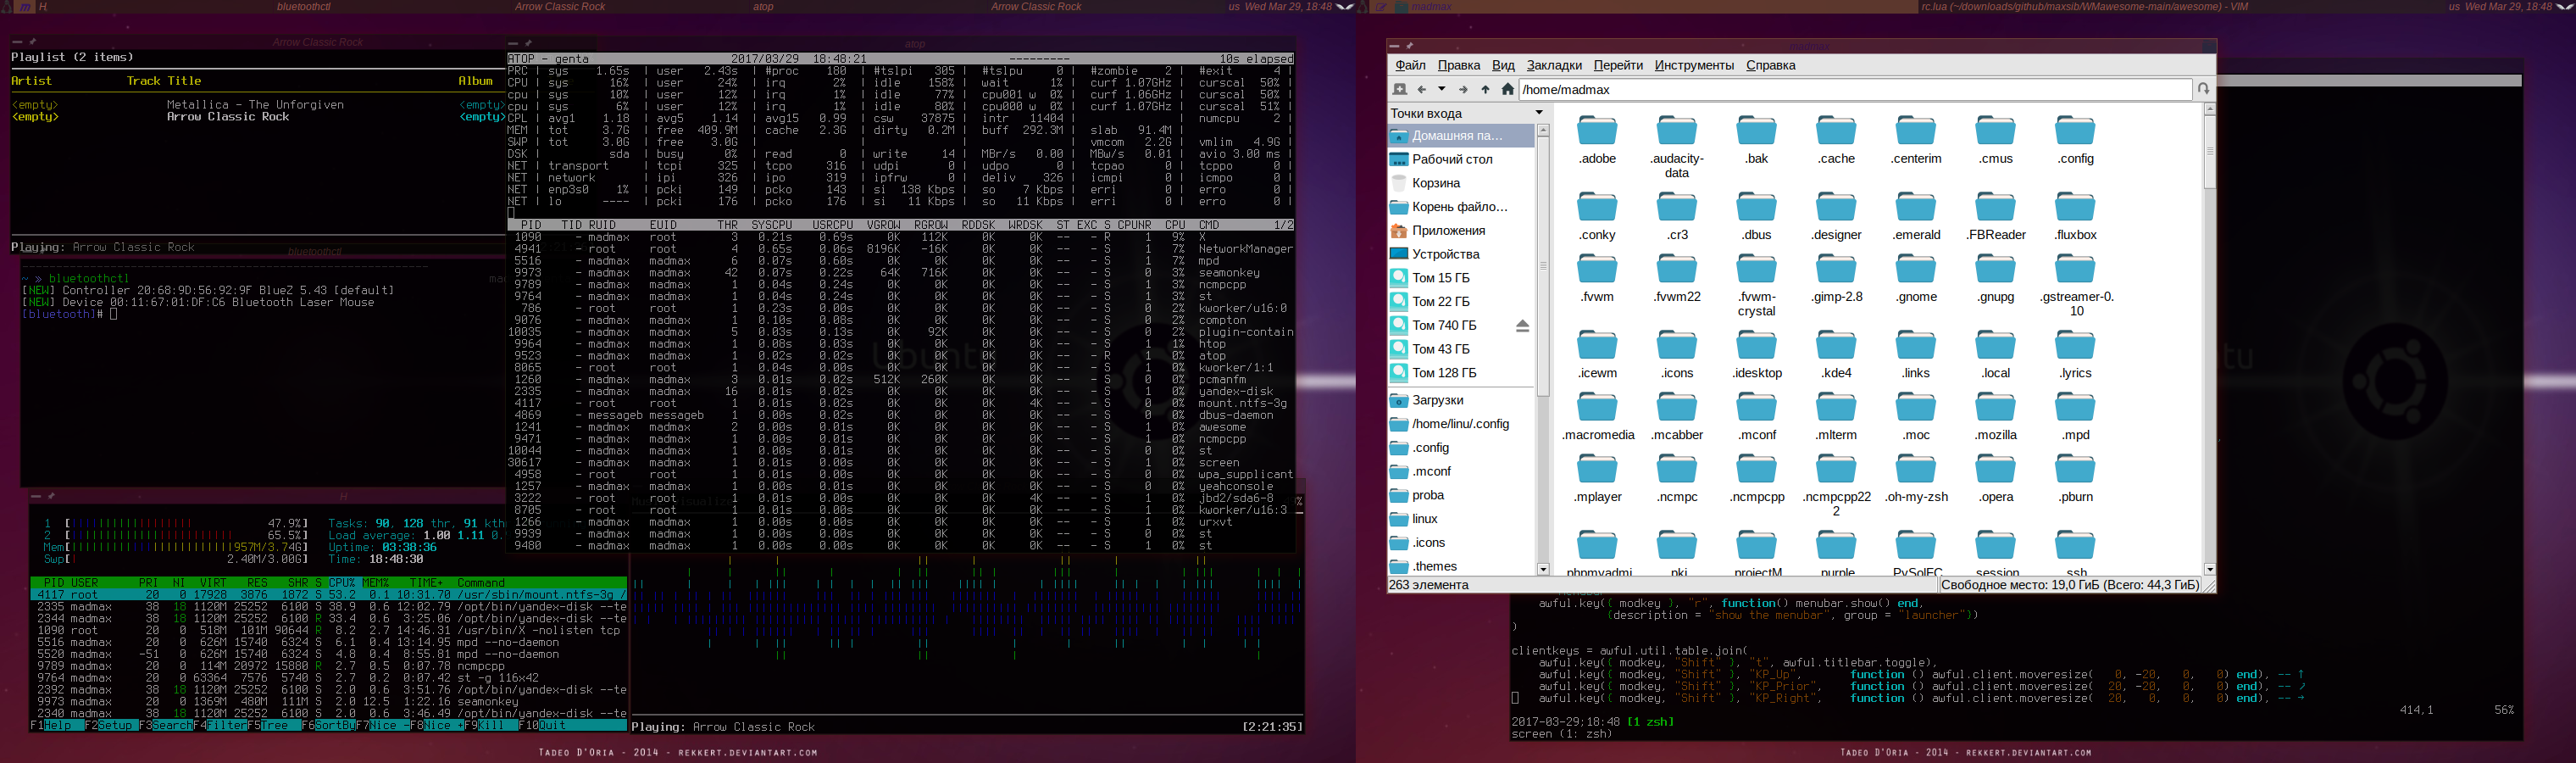 m H bluetoothctl Arrow Classic Rock atop Arrow Classic Rock us Wed Mar 29, 18:48
madmax rc.lua (~/downloads/github/maxsib/WMawesome-main/awesome) - VIM us Wed Mar 29, 18:48
Arrow Classic Rock
Playlist (2 items)
Artist Track Title Album
<empty> Metallica - The Unforgiven <empty>
<empty> Arrow Classic Rock <empty>
Playing: Arrow Classic Rock
bluetoothctl
~ » bluetoothctl
[NEW] Controller 20:68:9D:56:92:9F BlueZ 5.43 [default]
[NEW] Device 00:11:67:01:DF:C6 Bluetooth Laser Mouse
[bluetooth]#
atop
ATOP - genta 2017/03/29 18:48:21 --------- 10s elapsed
PRC | sys 1.65s | user 2.43s | #proc 180 | #tslpi 305 | #tslpu 0 | #zombie 2 | #exit 4 |
CPU | sys 16% | user 24% | irq 2% | idle 158% | wait 1% | curf 1.07GHz | curscal 50% |
cpu | sys 10% | user 12% | irq 1% | idle 77% | cpu001 w 0% | curf 1.06GHz | curscal 50% |
cpu | sys 6% | user 12% | irq 1% | idle 80% | cpu000 w 0% | curf 1.07GHz | curscal 51% |
CPL | avg1 1.18 | avg5 1.14 | avg15 0.99 | csw 37875 | intr 11404 | | numcpu 2 |
MEM | tot 3.7G | free 409.9M | cache 2.3G | dirty 0.2M | buff 292.3M | slab 91.4M | |
SWP | tot 3.0G | free 3.0G | | | | vmcom 2.2G | vmlim 4.9G |
DSK | sda | busy 0% | read 0 | write 14 | MBr/s 0.00 | MBw/s 0.01 | avio 3.00 ms |
NET | transport | tcpi 325 | tcpo 316 | udpi 0 | udpo 0 | tcpao 0 | tcppo 0 |
NET | network | ipi 326 | ipo 319 | ipfrw 0 | deliv 326 | icmpi 0 | icmpo 0 |
NET | enp3s0 1% | pcki 149 | pcko 143 | si 138 Kbps | so 7 Kbps | erri 0 | erro 0 |
NET | lo ---- | pcki 176 | pcko 176 | si 11 Kbps | so 11 Kbps | erri 0 | erro 0 |
PID TID RUID EUID THR SYSCPU USRCPU VGROW RGROW RDDSK WRDSK ST EXC S CPUNR CPU CMD 1/2
1090 - madmax root 3 0.21s 0.69s 0K 112K 0K 0K -- - R 1 9% X
4941 - root root 4 0.65s 0.06s 8196K -16K 0K 0K -- - S 1 7% NetworkManager
5516 - madmax madmax 6 0.07s 0.60s 0K 0K 0K 0K -- - S 1 7% mpd
9973 - madmax madmax 42 0.07s 0.22s 64K 716K 0K 0K -- - S 0 3% seamonkey
9789 - madmax madmax 1 0.04s 0.24s 0K 0K 0K 0K -- - S 1 3% ncmpcpp
9764 - madmax madmax 1 0.04s 0.24s 0K 0K 0K 0K -- - S 1 3% st
786 - root root 1 0.23s 0.00s 0K 0K 0K 0K -- - S 0 2% kworker/u16:0
9076 - madmax madmax 1 0.10s 0.08s 0K 0K 0K 0K -- - S 0 2% compton
10035 - madmax madmax 5 0.03s 0.13s 0K 92K 0K 0K -- - S 0 2% plugin-contain
9964 - madmax madmax 1 0.08s 0.03s 0K 0K 0K 0K -- - S 1 1% htop
9523 - madmax madmax 1 0.02s 0.02s 0K 0K 0K 0K -- - R 1 0% atop
8065 - root root 1 0.04s 0.00s 0K 0K 0K 0K -- - S 1 0% kworker/1:1
1260 - madmax madmax 3 0.01s 0.02s 512K 260K 0K 0K -- - S 0 0% pcmanfm
2335 - madmax madmax 16 0.01s 0.02s 0K 0K 0K 0K -- - S 1 0% yandex-disk
4117 - root root 1 0.01s 0.02s 0K 0K 0K 4K -- - S 1 0% mount.ntfs-3g
4869 - messageb messageb 1 0.00s 0.02s 0K 0K 0K 0K -- - S 0 0% dbus-daemon
1241 - madmax madmax 2 0.00s 0.01s 0K 0K 0K 0K -- - S 0 0% awesome
9471 - madmax madmax 1 0.00s 0.01s 0K 0K 0K 0K -- - S 1 0% ncmpcpp
10044 - madmax madmax 1 0.00s 0.01s 0K 0K 0K 0K -- - S 0 0% st
30617 - madmax madmax 1 0.01s 0.00s 0K 0K 0K 0K -- - S 1 0% screen
4958 - root root 1 0.01s 0.00s 0K 0K 0K 0K -- - S 0 0% wpa_supplicant
1257 - madmax madmax 1 0.00s 0.01s 0K 0K 0K 0K -- - S 0 0% yeahconsole
3222 - root root 1 0.01s 0.00s 0K 0K 0K 4K -- - S 1 0% jbd2/sda6-8
8705 - root root 1 0.01s 0.00s 0K 0K 0K 0K -- - S 1 0% kworker/u16:3
1266 - madmax madmax 1 0.00s 0.00s 0K 0K 0K 0K -- - S 1 0% urxvt
9939 - madmax madmax 1 0.00s 0.00s 0K 0K 0K 0K -- - S 0 0% st
9480 - madmax madmax 1 0.00s 0.00s 0K 0K 0K 0K -- - S 1 0% st
H
1 [ 47.9%] Tasks: 90, 128 thr, 91 kth
2 [ 65.5%] Load average: 1.00 1.11 0.
Mem[ 957M/3.74G] Uptime: 03:38:36
Swp[ 2.48M/3.00G] Time: 18:48:30
PID USER PRI NI VIRT RES SHR S CPU% MEM% TIME+ Command
4117 root 20 0 17928 3876 1872 S 53.2 0.1 10:31.70 /usr/sbin/mount.ntfs-3g /
2335 madmax 38 18 1120M 25252 6100 S 38.9 0.6 12:02.79 /opt/bin/yandex-disk --te
2344 madmax 38 18 1120M 25252 6100 R 33.4 0.6 3:25.06 /opt/bin/yandex-disk --te
1090 root 20 0 518M 101M 90644 R 8.2 2.7 14:46.31 /usr/bin/X -nolisten tcp
5516 madmax 20 0 626M 15740 6324 S 6.1 0.4 13:14.95 mpd --no-daemon
5520 madmax -51 0 626M 15740 6324 S 4.8 0.4 8:55.81 mpd --no-daemon
9789 madmax 20 0 114M 20972 15880 R 2.7 0.5 0:07.78 ncmpcpp
9764 madmax 20 0 63364 7576 5740 S 2.7 0.2 0:07.42 st -g 116x42
2392 madmax 38 18 1120M 25252 6100 S 2.0 0.6 3:51.76 /opt/bin/yandex-disk --te
9973 madmax 20 0 1369M 480M 111M S 2.0 12.5 1:22.16 seamonkey
2340 madmax 38 18 1120M 25252 6100 S 2.0 0.6 3:46.49 /opt/bin/yandex-disk --te
F1Help F2Setup F3Search F4Filter F5Tree F6SortBy F7Nice - F8Nice + F9Kill F10Quit
Playing: Arrow Classic Rock [2:21:35]
TADEO D'ORIA - 2014 - REKKERT.DEVIANTART.COM
madmax
Файл Правка Вид Закладки Перейти Инструменты Справка
/home/madmax
Точки входа
Домашняя па...
Рабочий стол
Корзина
Корень файло...
Приложения
Устройства
Том 15 ГБ
Том 22 ГБ
Том 740 ГБ
Том 43 ГБ
Том 128 ГБ
Загрузки
/home/linu/.config
.config
.mconf
proba
linux
.icons
.themes
.adobe .audacity-data .bak .cache .centerim .cmus .config
.conky .cr3 .dbus .designer .emerald .FBReader .fluxbox
.fvwm .fvwm22 .fvwm-crystal .gimp-2.8 .gnome .gnupg .gstreamer-0.10
.icewm .icons .idesktop .kde4 .links .local .lyrics
.macromedia .mcabber .mconf .mlterm .moc .mozilla .mpd
.mplayer .ncmpc .ncmpcpp .ncmpcpp222 .oh-my-zsh .opera .pburn
.phpmyadmi .pki .projectM .purple .PySolFC .session .ssh
263 элемента Свободное место: 19,0 ГиБ (Всего: 44,3 ГиБ)
awful.key({ modkey }, "r", function() menubar.show() end,
{description = "show the menubar", group = "launcher"})
)
clientkeys = awful.util.table.join(
awful.key({ modkey, "Shift" }, "t", awful.titlebar.toggle),
awful.key({ modkey, "Shift" }, "KP_Up", function () awful.client.moveresize( 0, -20, 0, 0) end), -- ↑
awful.key({ modkey, "Shift" }, "KP_Prior", function () awful.client.moveresize( 20, -20, 0, 0) end), -- ↗
awful.key({ modkey, "Shift" }, "KP_Right", function () awful.client.moveresize( 20, 0, 0, 0) end), -- →
414,1 56%
2017-03-29;18:48 [1 zsh]
screen (1: zsh)
TADEO D'ORIA - 2014 - REKKERT.DEVIANTART.COM